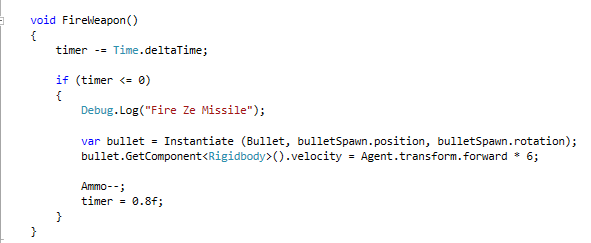 void FireWeapon()
{
timer -= Time.deltaTime;
if (timer <= 0)
{
Debug.Log("Fire Ze Missile");
var bullet = Instantiate (Bullet, bulletSpawn.position, bulletSpawn.rotation);
bullet.GetComponent<Rigidbody>().velocity = Agent.transform.forward * 6;
Ammo--;
timer = 0.8f;
}
}